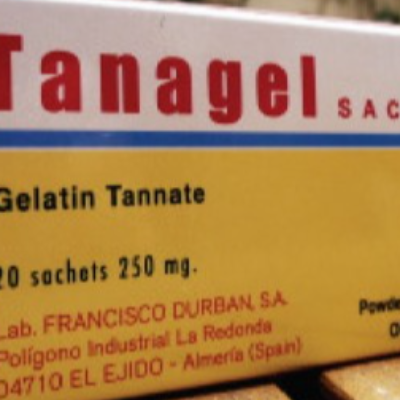 Tanagel SAC
Gelatin Tannate
20 sachets 250 mg.
Lab. FRANCISCO DURBAN, S.A.
Polígono Industrial La Redonda
04710 EL EJIDO - Almería (Spain)
Powde
O